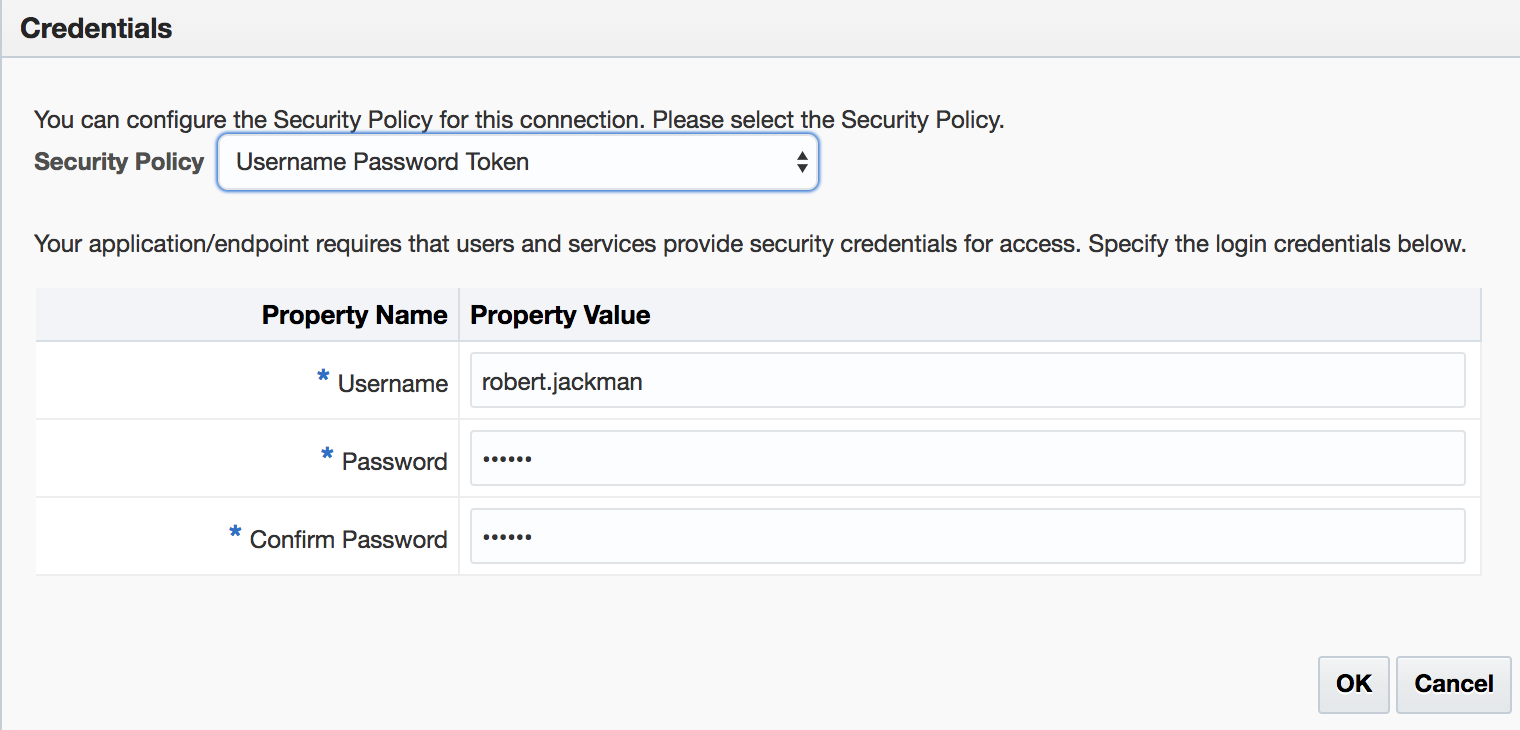 Credentials
You can configure the Security Policy for this connection. Please select the Security Policy.
Security Policy Username Password Token
Your application/endpoint requires that users and services provide security credentials for access. Specify the login credentials below.
Property Name Property Value
* Username robert.jackman
* Password ••••••
* Confirm Password ••••••
OK Cancel